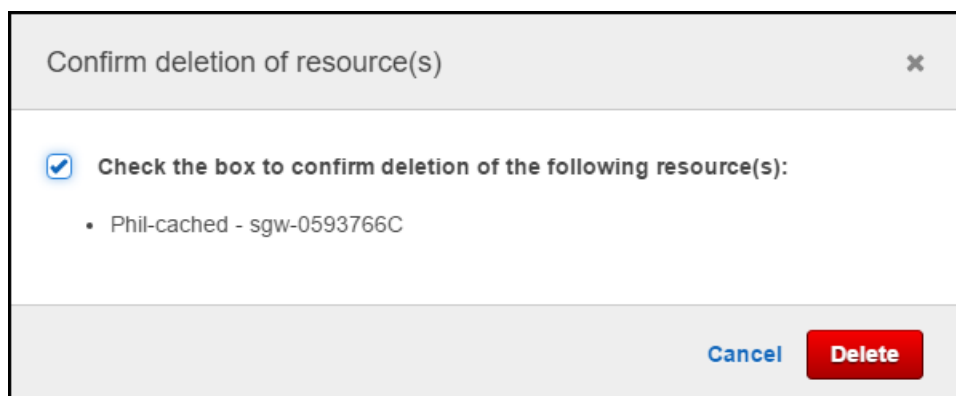 Confirm deletion of resource(s)
Check the box to confirm deletion of the following resource(s):
• Phil-cached - sgw-0593766C
Cancel Delete